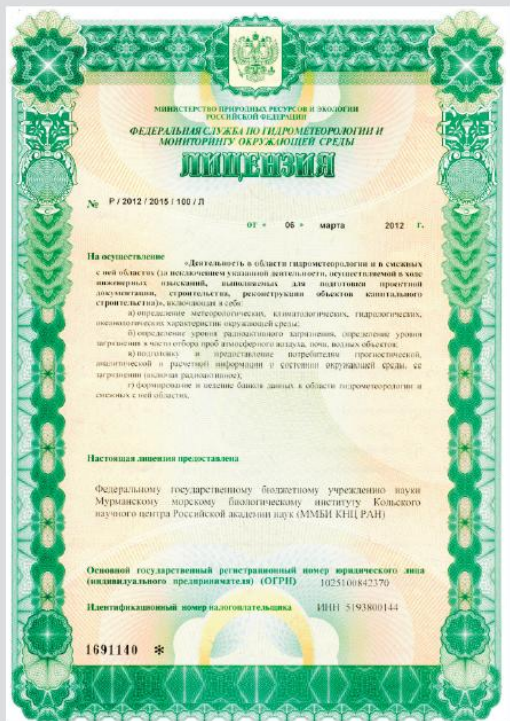 МИНИСТЕРСТВО ПРИРОДНЫХ РЕСУРСОВ И ЭКОЛОГИИ
РОССИЙСКОЙ ФЕДЕРАЦИИ
ФЕДЕРАЛЬНАЯ СЛУЖБА ПО ГИДРОМЕТЕОРОЛОГИИ И
МОНИТОРИНГУ ОКРУЖАЮЩЕЙ СРЕДЫ
ЛИЦЕНЗИЯ
№ Р / 2012 / 2015 / 100 / Л
от « 06 » марта 2012 г.
На осуществление «Деятельность в области гидрометеорологии и в смежных
с ней областях (за исключением указанной деятельности, осуществляемой в ходе
инженерных изысканий, выполняемых для подготовки проектной
документации, строительства, реконструкции объектов капитального
строительства)», включающая в себя:
а) определение метеорологических, климатологических, гидрологических,
океанологических характеристик окружающей среды;
б) определение уровня радиоактивного загрязнения, определение уровня
загрязнения в части отбора проб атмосферного воздуха, почв, водных объектов;
в) подготовку и предоставление потребителям прогностической,
аналитической и расчетной информации о состоянии окружающей среды, ее
загрязнении (включая радиоактивное);
г) формирование и ведение банков данных в области гидрометеорологии и
смежных с ней областях.
Настоящая лицензия предоставлена
Федеральному государственному бюджетному учреждению науки
Мурманскому морскому биологическому институту Кольского
научного центра Российской академии наук (ММБИ КНЦ РАН)
Основной государственный регистрационный номер юридического лица
(индивидуального предпринимателя) (ОГРН) 1025100842370
Идентификационный номер налогоплательщика ИНН 5193800144
1691140 *